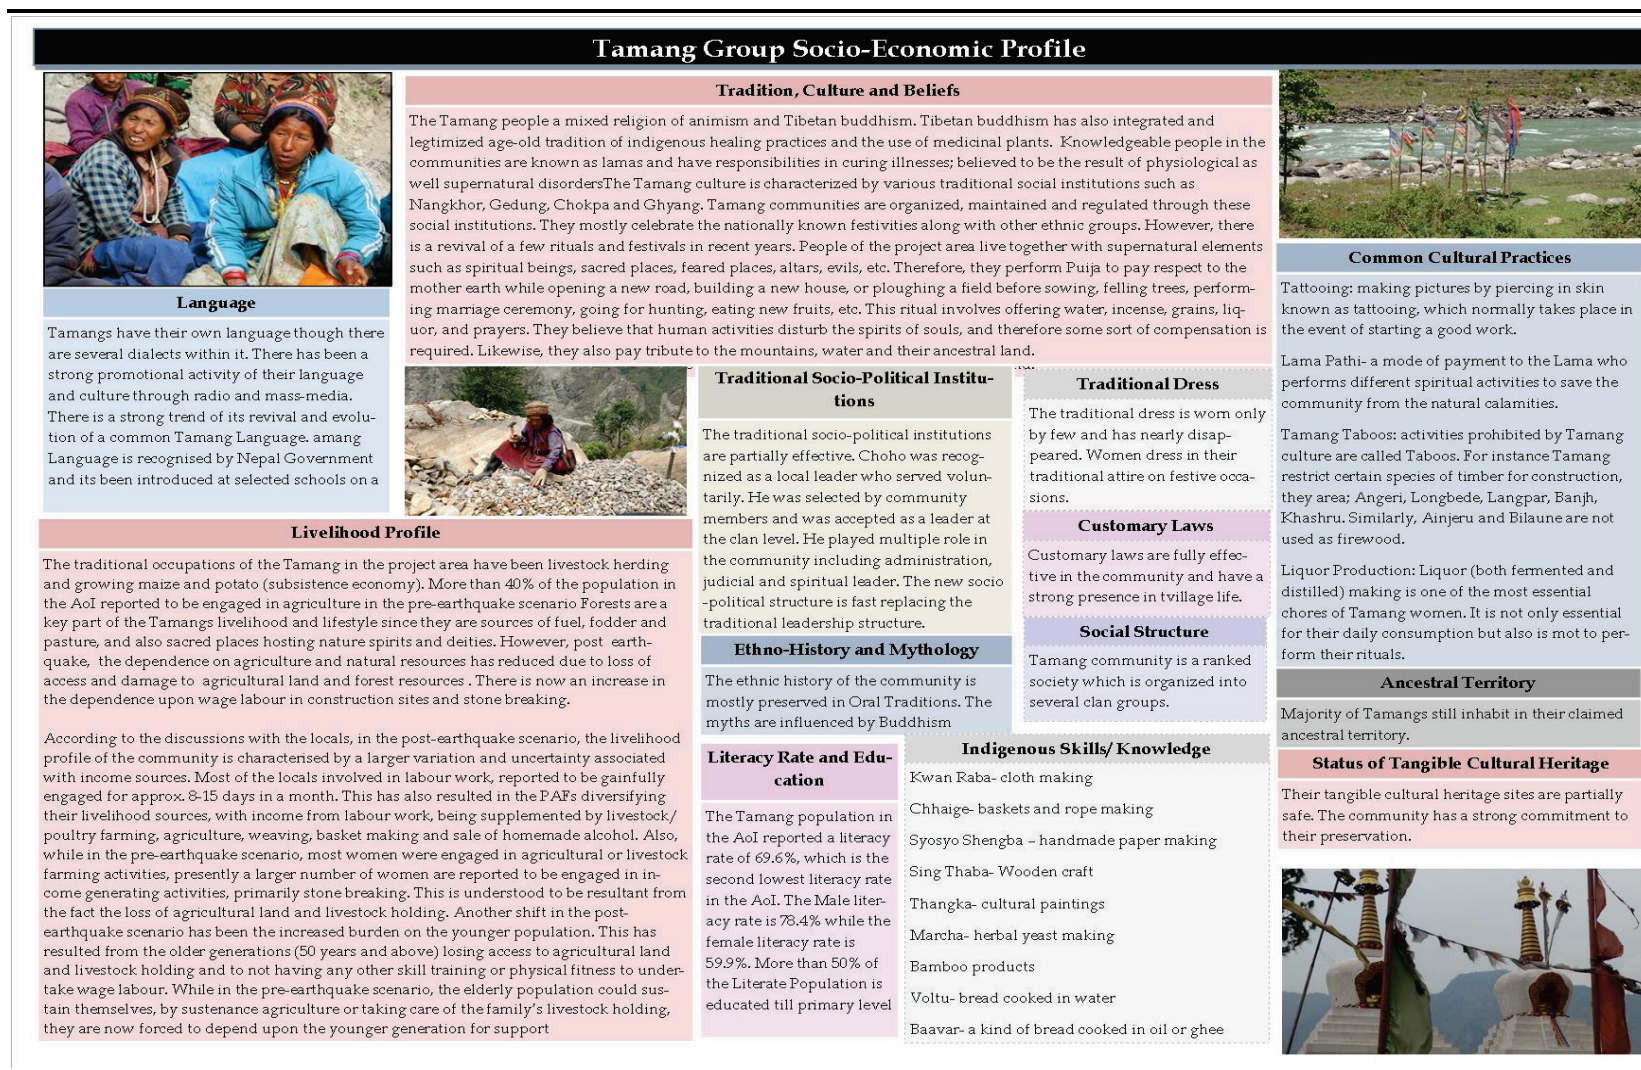 Tamang Group Socio-Economic Profile
Language
Tamangs have their own language though there
are several dialects within it. There has been a
strong promotional activity of their language
and culture through radio and mass-media.
There is a strong trend of its revival and evolu-
tion of a common Tamang Language. amang
Language is recognised by Nepal Government
and its been introduced at selected schools on a
Tradition, Culture and Beliefs
The Tamang people a mixed religion of animism and Tibetan buddhism. Tibetan buddhism has also integrated and
legtimized age-old tradition of indigenous healing practices and the use of medicinal plants.  Knowledgeable people in the
communities are known as lamas and have responsibilities in curing illnesses; believed to be the result of physiological as
well supernatural disordersThe Tamang culture is characterized by various traditional social institutions such as
Nangkhor, Gedung, Chokpa and Ghyang. Tamang communities are organized, maintained and regulated through these
social institutions. They mostly celebrate the nationally known festivities along with other ethnic groups. However, there
is a revival of a few rituals and festivals in recent years. People of the project area live together with supernatural elements
such as spiritual beings, sacred places, feared places, altars, evils, etc. Therefore, they perform Puija to pay respect to the
mother earth while opening a new road, building a new house, or ploughing a field before sowing, felling trees, perform-
ing marriage ceremony, going for hunting, eating new fruits, etc. This ritual involves offering water, incense, grains, liq-
uor, and prayers. They believe that human activities disturb the spirits of souls, and therefore some sort of compensation is
required. Likewise, they also pay tribute to the mountains, water and their ancestral land.
Livelihood Profile
The traditional occupations of the Tamang in the project area have been livestock herding
and growing maize and potato (subsistence economy). More than 40% of the population in
the AoI reported to be engaged in agriculture in the pre-earthquake scenario Forests are a
key part of the Tamangs livelihood and lifestyle since they are sources of fuel, fodder and
pasture, and also sacred places hosting nature spirits and deities. However, post  earth-
quake,  the dependence on agriculture and natural resources has reduced due to loss of
access and damage to  agricultural land and forest resources . There is now an increase in
the dependence upon wage labour in construction sites and stone breaking.
According to the discussions with the locals, in the post-earthquake scenario, the livelihood
profile of the community is characterised by a larger variation and uncertainty associated
with income sources. Most of the locals involved in labour work, reported to be gainfully
engaged for approx. 8-15 days in a month. This has also resulted in the PAFs diversifying
their livelihood sources, with income from labour work, being supplemented by livestock/
poultry farming, agriculture, weaving, basket making and sale of homemade alcohol. Also,
while in the pre-earthquake scenario, most women were engaged in agricultural or livestock
farming activities, presently a larger number of women are reported to be engaged in in-
come generating activities, primarily stone breaking. This is understood to be resultant from
the fact the loss of agricultural land and livestock holding. Another shift in the post-
earthquake scenario has been the increased burden on the younger population. This has
resulted from the older generations (50 years and above) losing access to agricultural land
and livestock holding and to not having any other skill training or physical fitness to under-
take wage labour. While in the pre-earthquake scenario, the elderly population could sus-
tain themselves, by sustenance agriculture or taking care of the family's livestock holding,
they are now forced to depend upon the younger generation for support
Traditional Socio-Political Institu-
tions
The traditional socio-political institutions
are partially effective. Choho was recog-
nized as a local leader who served volun-
tarily. He was selected by community
members and was accepted as a leader at
the clan level. He played multiple role in
the community including administration,
judicial and spiritual leader. The new socio
-political structure is fast replacing the
traditional leadership structure.
Ethno-History and Mythology
The ethnic history of the community is
mostly preserved in Oral Traditions. The
myths are influenced by Buddhism
Literacy Rate and Edu-
cation
The Tamang population in
the AoI reported a literacy
rate of 69.6%, which is the
second lowest literacy rate
in the AoI. The Male liter-
acy rate is 78.4% while the
female literacy rate is
59.9%. More than 50% of
the Literate Population is
educated till primary level
Traditional Dress
The traditional dress is worn only
by few and has nearly disap-
peared. Women dress in their
traditional attire on festive occa-
sions.
Customary Laws
Customary laws are fully effec-
tive in the community and have a
strong presence in tvillage life.
Social Structure
Tamang community is a ranked
society which is organized into
several clan groups.
Indigenous Skills/ Knowledge
Kwan Raba- cloth making
Chhaige- baskets and rope making
Syosyo Shengba – handmade paper making
Sing Thaba- Wooden craft
Thangka- cultural paintings
Marcha- herbal yeast making
Bamboo products
Voltu- bread cooked in water
Baavar- a kind of bread cooked in oil or ghee
Common Cultural Practices
Tattooing: making pictures by piercing in skin
known as tattooing, which normally takes place in
the event of starting a good work.
Lama Pathi- a mode of payment to the Lama who
performs different spiritual activities to save the
community from the natural calamities.
Tamang Taboos: activities prohibited by Tamang
culture are called Taboos. For instance Tamang
restrict certain species of timber for construction,
they area; Angeri, Longbede, Langpar, Banjh,
Khashru. Similarly, Ainjeru and Bilaune are not
used as firewood.
Liquor Production: Liquor (both fermented and
distilled) making is one of the most essential
chores of Tamang women. It is not only essential
for their daily consumption but also is mot to per-
form their rituals.
Ancestral Territory
Majority of Tamangs still inhabit in their claimed
ancestral territory.
Status of Tangible Cultural Heritage
Their tangible cultural heritage sites are partially
safe. The community has a strong commitment to
their preservation.